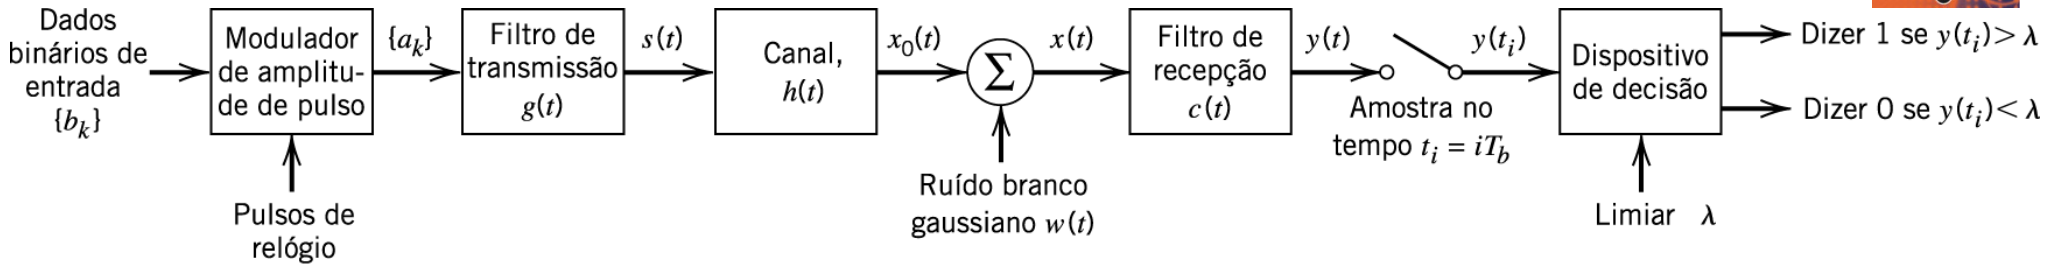 Dados
binários de
entrada
{b_k}
Modulador
de amplitu-
de de pulso
Pulsos de
relógio
{a_k}
Filtro de
transmissão
g(t)
s(t)
Canal,
h(t)
x_0(t)
Σ
Ruído branco
gaussiano w(t)
x(t)
Filtro de
recepção
c(t)
y(t)
Amostra no
tempo t_i = iT_b
y(t_i)
Dispositivo
de decisão
Limiar λ
Dizer 1 se y(t_i) > λ
Dizer 0 se y(t_i) < λ